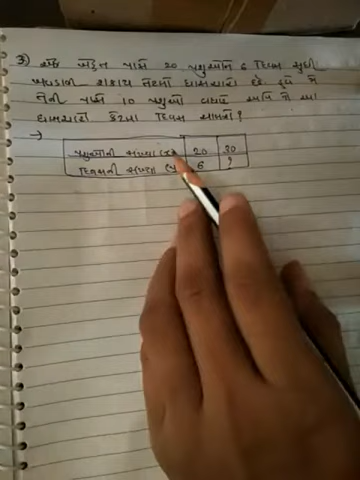 3) એક ખેડૂત પાસે 20 પશુઓને 6 દિવસ સુધી
ખવડાવી શકાય તેટલો ઘાસચારો છે. હવે જો
તેની પાસે 10 પશુઓ વધારે આવે તો આ
ઘાસચારો કેટલા દિવસ ચાલશે?
→
પશુઓની સંખ્યા (x) 20 30
દિવસની સંખ્યા (y) 6 ?